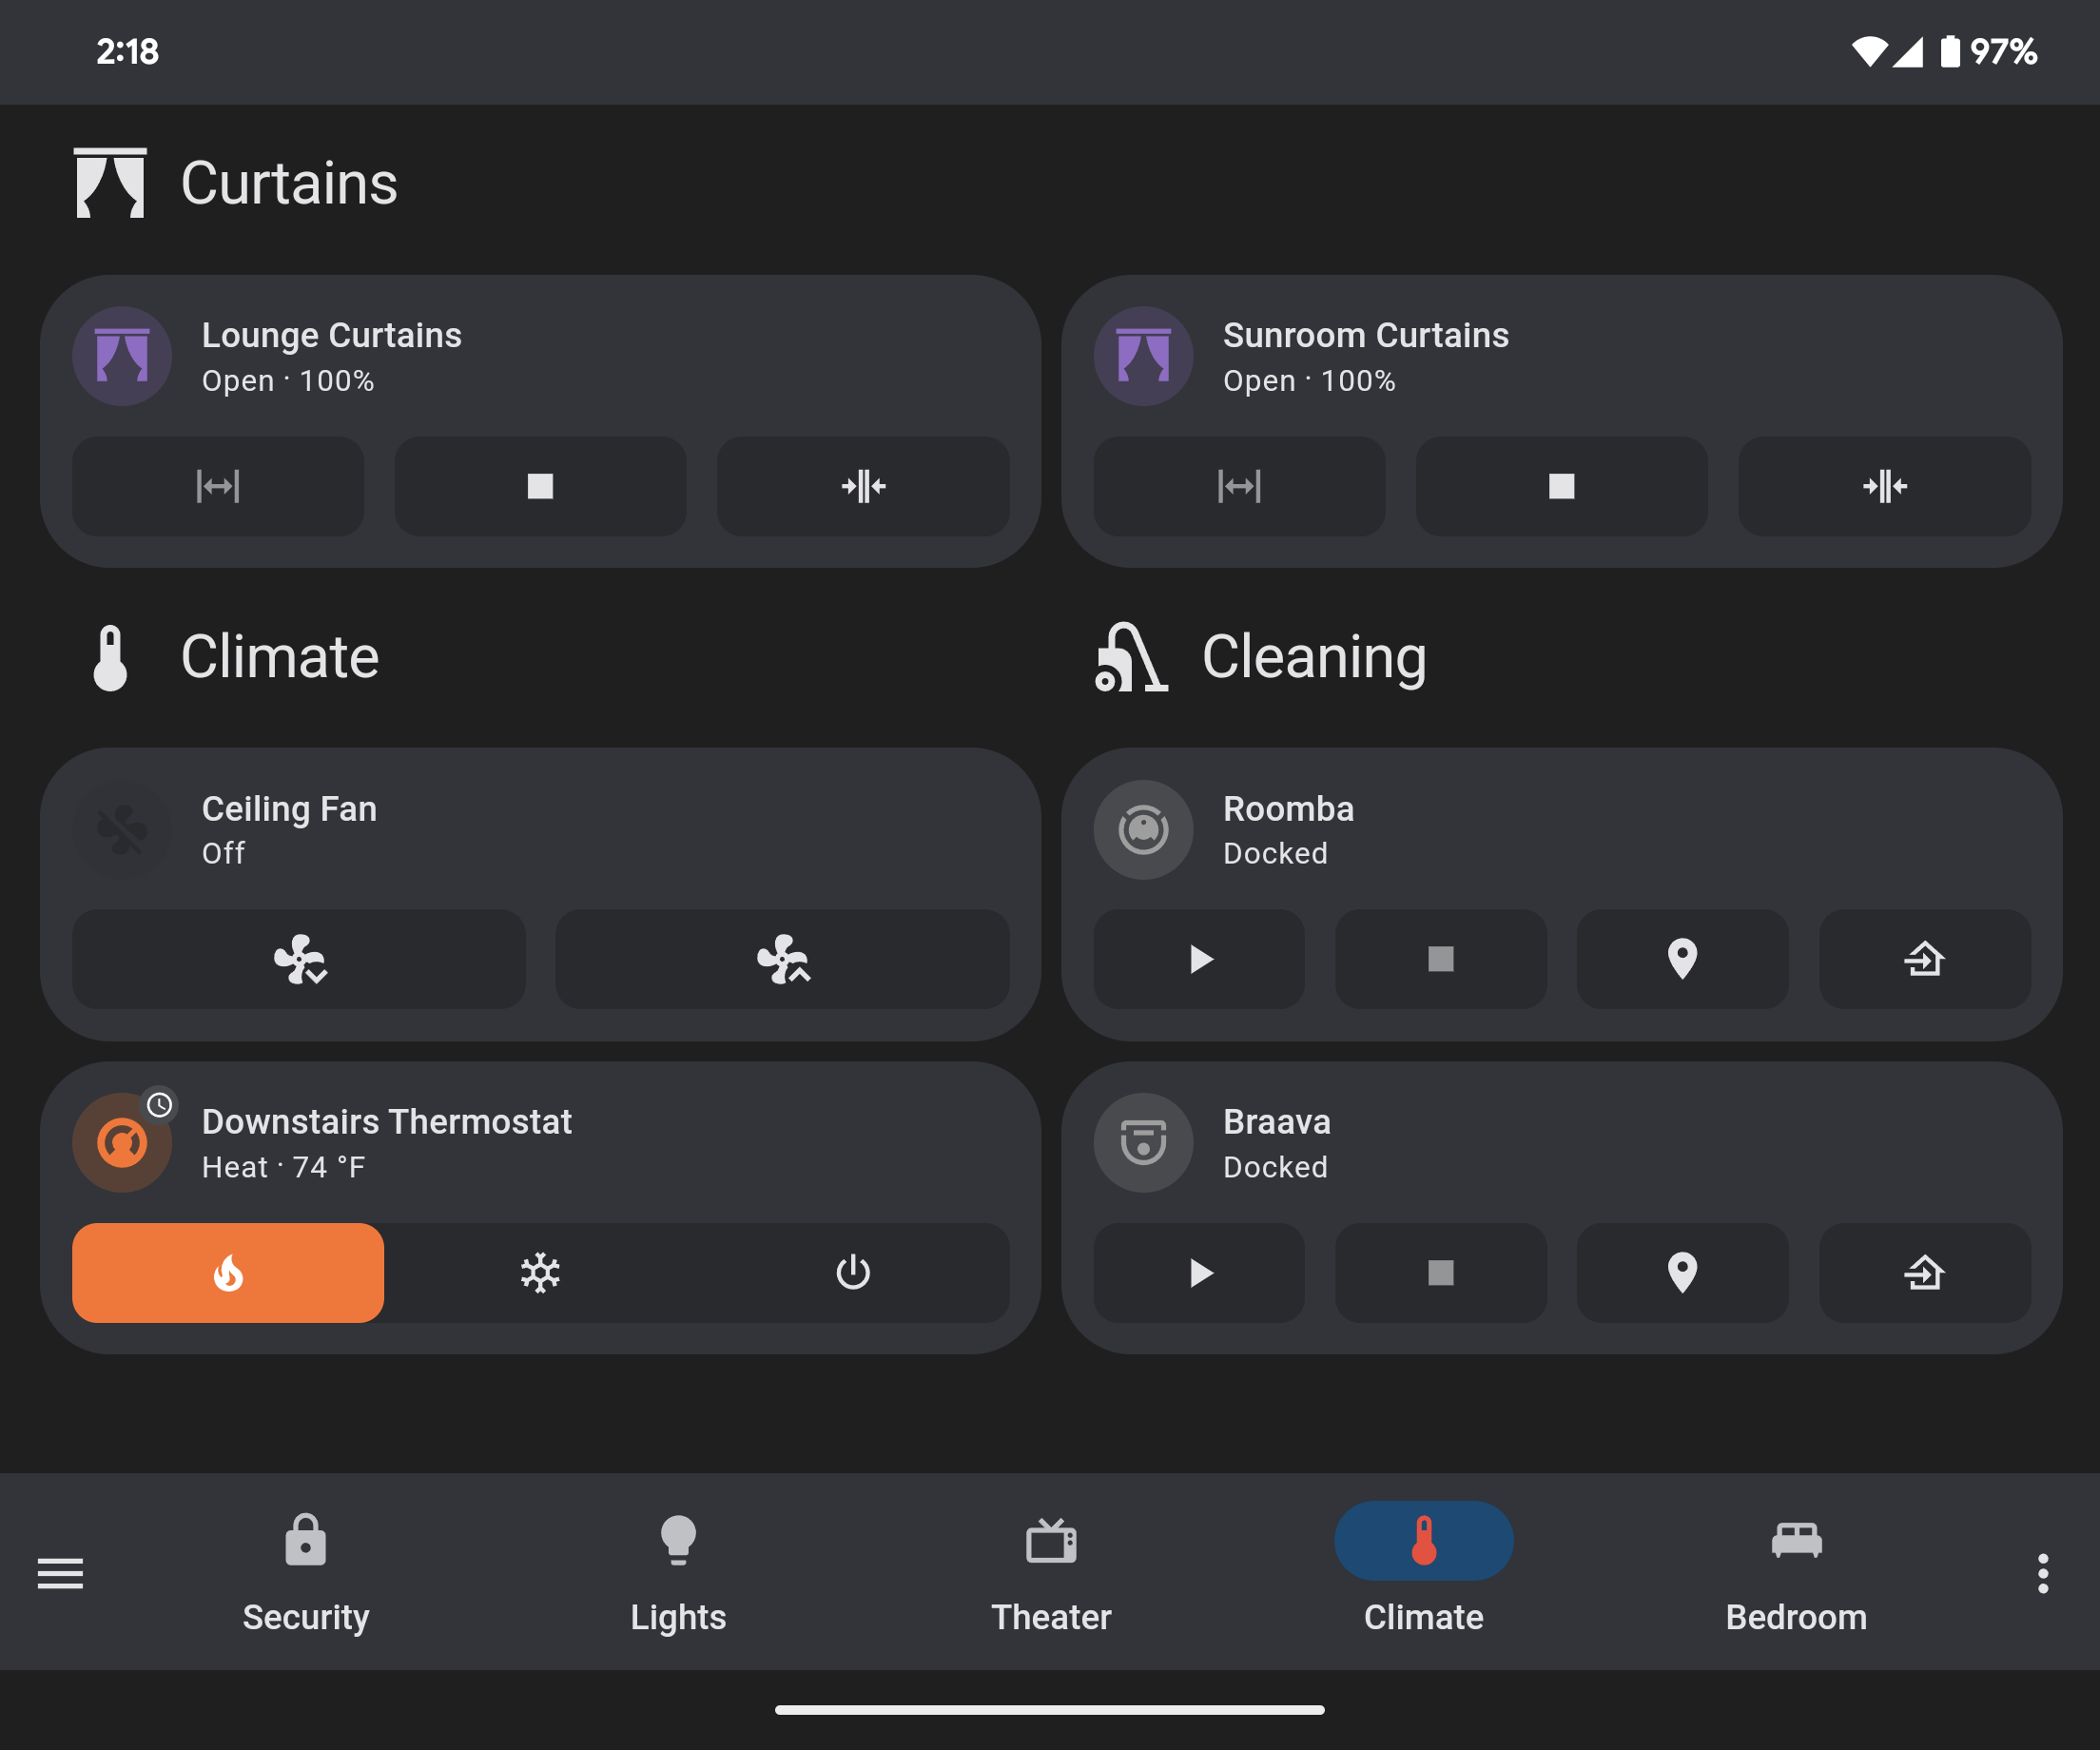 2:18
97%
Curtains
Lounge Curtains
Open · 100%
Sunroom Curtains
Open · 100%
Climate
Cleaning
Ceiling Fan
Off
Roomba
Docked
Downstairs Thermostat
Heat · 74 °F
Braava
Docked
Security
Lights
Theater
Climate
Bedroom